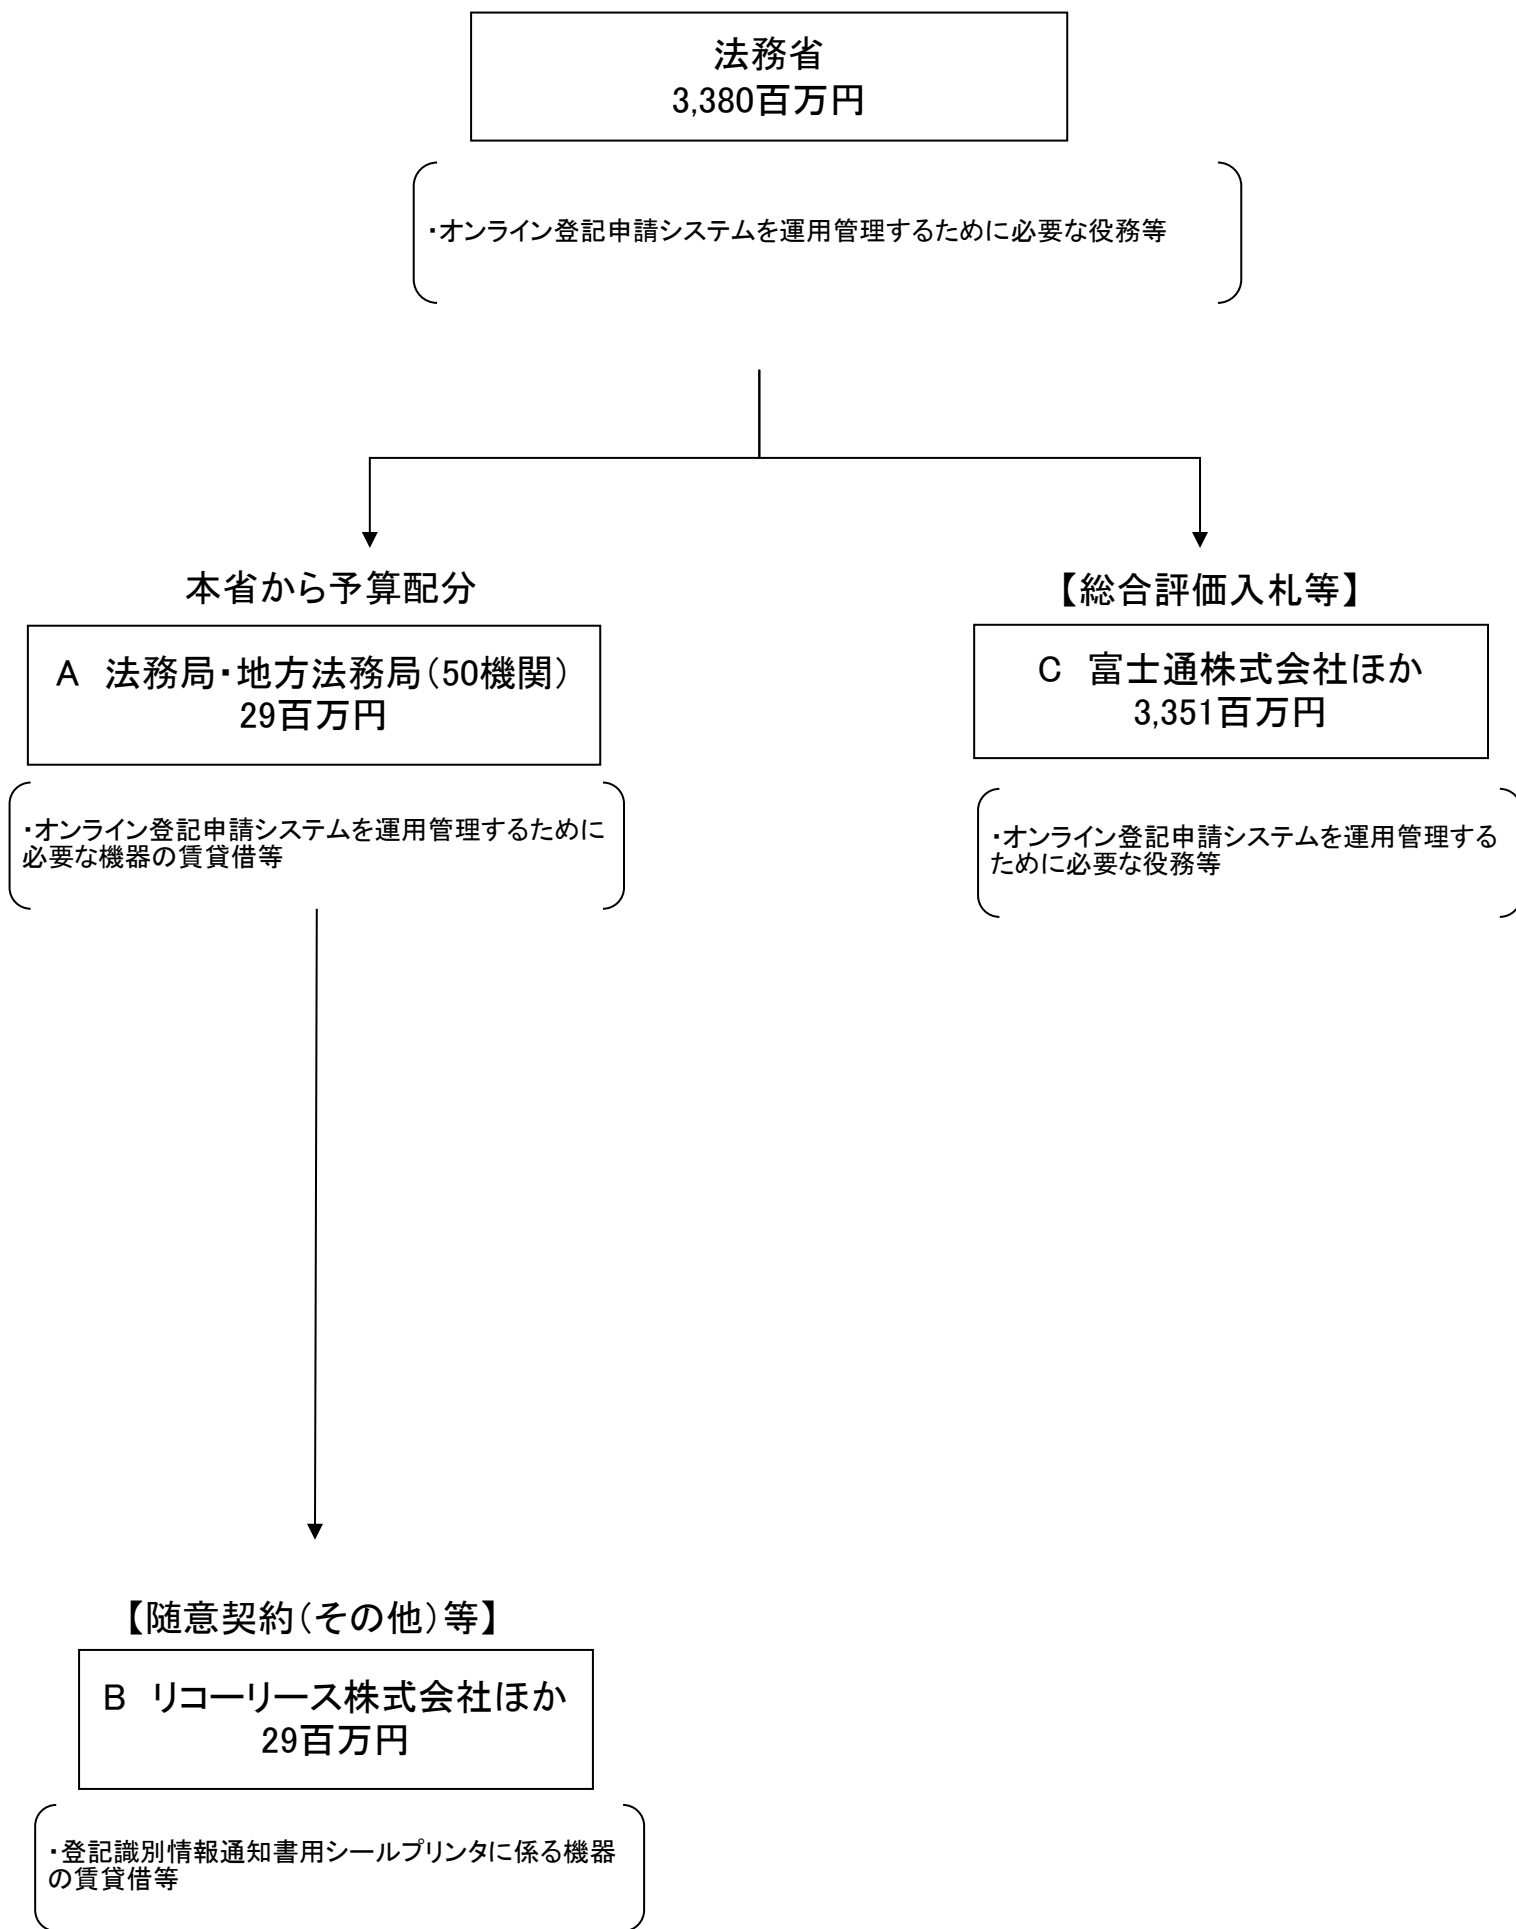 法務省
3,380百万円
・オンライン登記申請システムを運用管理するために必要な役務等
本省から予算配分
A　法務局・地方法務局（50機関）
29百万円
・オンライン登記申請システムを運用管理するために
必要な機器の賃貸借等
【総合評価入札等】
C　富士通株式会社ほか
3,351百万円
・オンライン登記申請システムを運用管理する
ために必要な役務等
【随意契約（その他）等】
B　リコーリース株式会社ほか
29百万円
・登記識別情報通知書用シールプリンタに係る機器
の賃貸借等